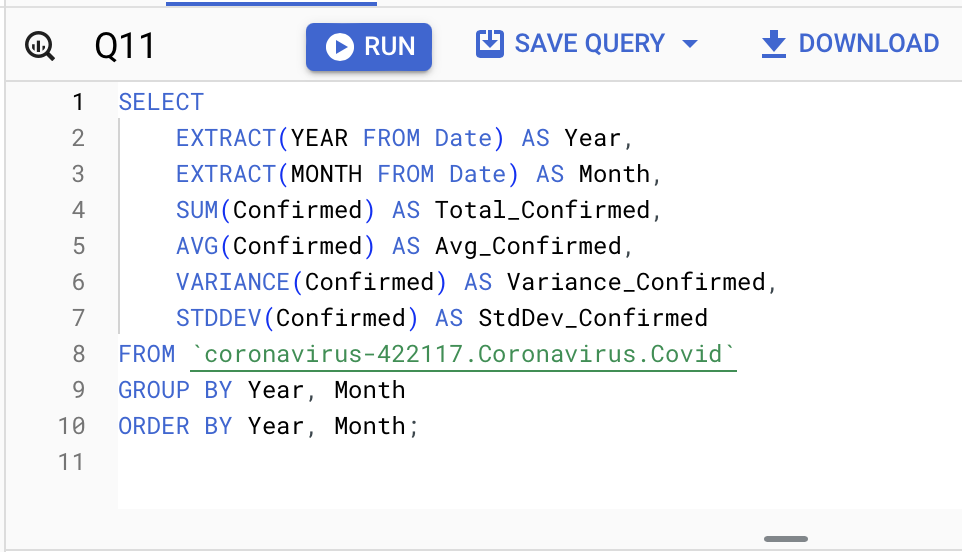 Q11 RUN SAVE QUERY DOWNLOAD
1 SELECT
2 EXTRACT(YEAR FROM Date) AS Year,
3 EXTRACT(MONTH FROM Date) AS Month,
4 SUM(Confirmed) AS Total_Confirmed,
5 AVG(Confirmed) AS Avg_Confirmed,
6 VARIANCE(Confirmed) AS Variance_Confirmed,
7 STDDEV(Confirmed) AS StdDev_Confirmed
8 FROM `coronavirus-422117.Coronavirus.Covid`
9 GROUP BY Year, Month
10 ORDER BY Year, Month;
11